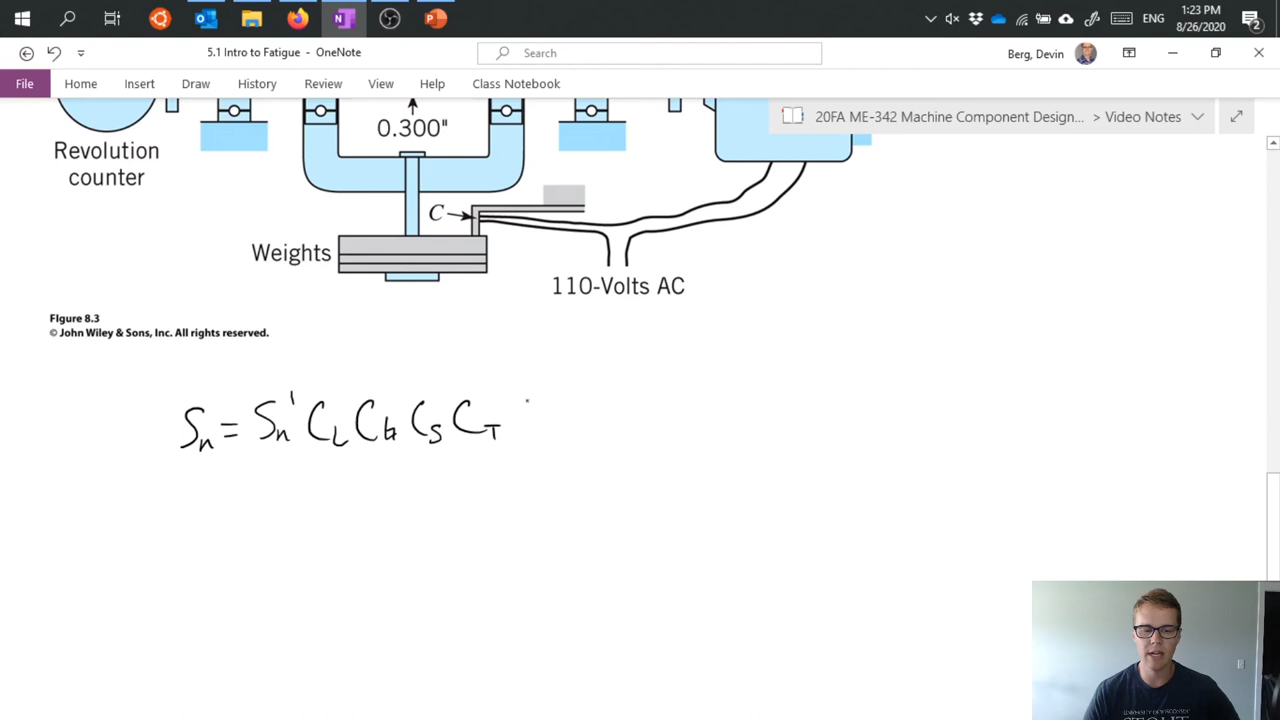 1:23 PM
ENG
8/26/2020
2
5.1 Intro to Fatigue - OneNote
Search
Berg, Devin
File
Home
Insert
Draw
History
Review
View
Help
Class Notebook
20FA ME-342 Machine Component Design... > Video Notes
0.300"
Revolution
counter
C
Weights
110-Volts AC
Figure 8.3
© John Wiley & Sons, Inc. All rights reserved.
Sn = Sn' CL CG CS CT